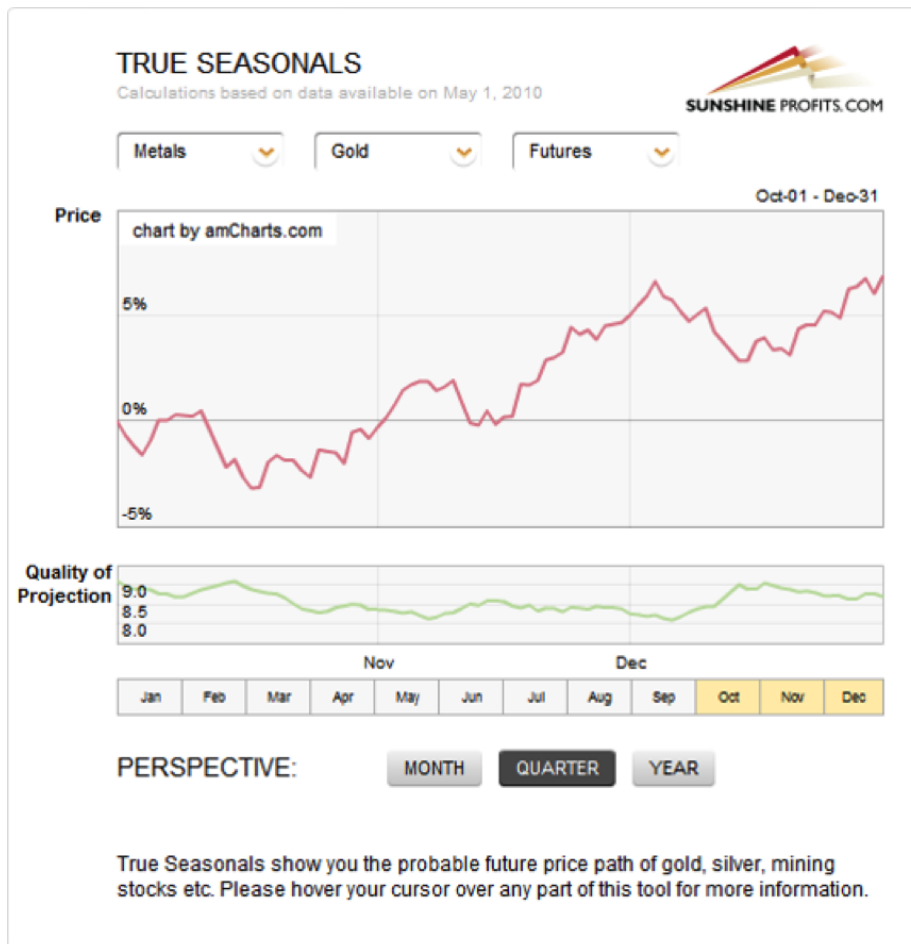 TRUE SEASONALS
Calculations based on data available on May 1, 2010
SUNSHINE PROFITS.COM
Metals
Gold
Futures
Oct-01 - Dec-31
Price
chart by amCharts.com
5%
0%
-5%
Quality of
Projection
9.0
8.5
8.0
Nov Dec
Jan Feb Mar Apr May Jun Jul Aug Sep Oct Nov Dec
PERSPECTIVE: MONTH QUARTER YEAR
True Seasonals show you the probable future price path of gold, silver, mining
stocks etc. Please hover your cursor over any part of this tool for more information.